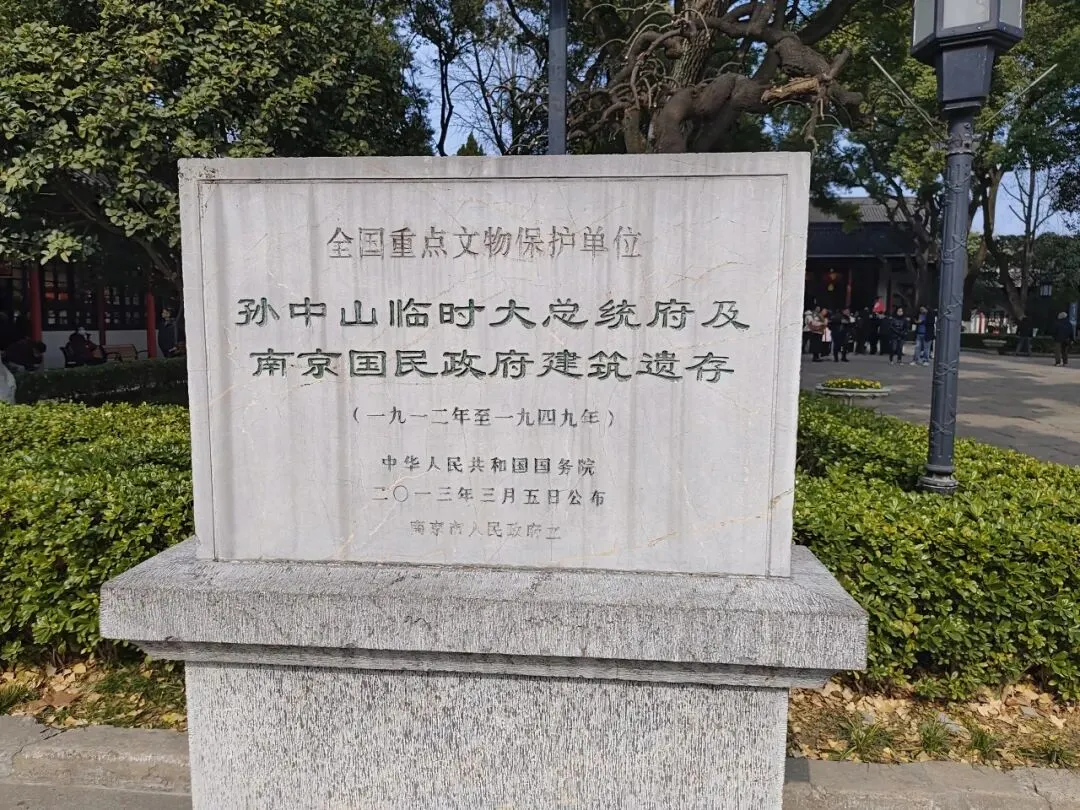 全国重点文物保护单位
孙中山临时大总统府及
南京国民政府建筑遗存
（一九一二年至一九四九年）
中华人民共和国国务院
二〇一三年三月五日公布
南京市人民政府立